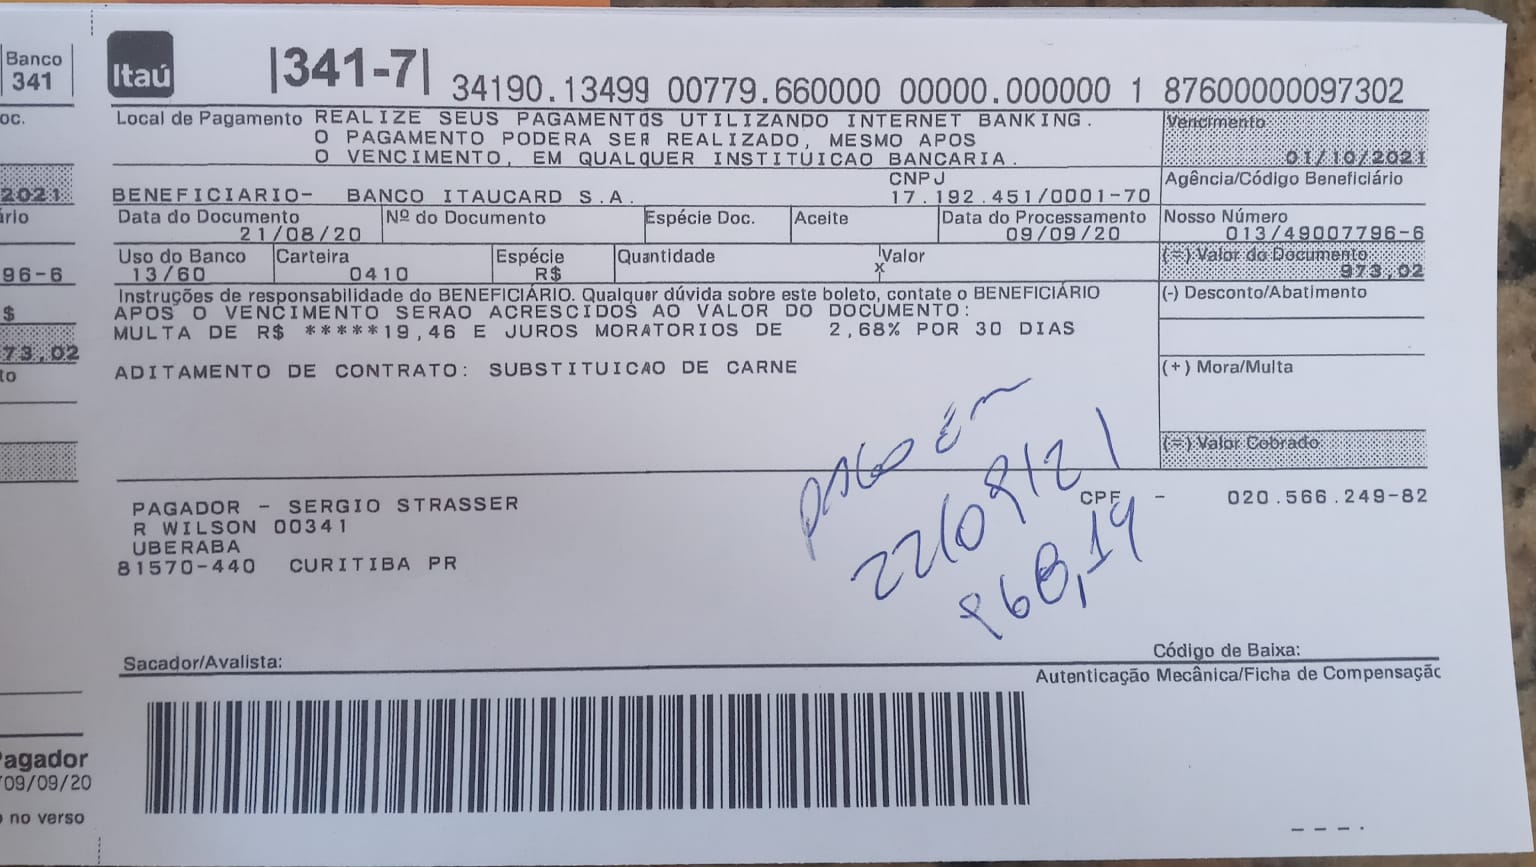 Banco
341
oc.
2021
ário
96-6
$
73,02
to
Pagador
09/09/20
o no verso
Itaú
|341-7|
34190.13499 00779.660000 00000.000000 1 87600000097302
Local de Pagamento REALIZE SEUS PAGAMENTOS UTILIZANDO INTERNET BANKING.
O PAGAMENTO PODERA SER REALIZADO, MESMO APOS
O VENCIMENTO, EM QUALQUER INSTITUICAO BANCARIA.
Vencimento
01/10/2021
BENEFICIARIO- BANCO ITAUCARD S.A.
CNPJ
17.192.451/0001-70
Agência/Código Beneficiário
Data do Documento
21/08/20
Nº do Documento
Espécie Doc.
Aceite
Data do Processamento
09/09/20
Nosso Número
013/49007796-6
Uso do Banco
13/60
Carteira
0410
Espécie
R$
Quantidade
Valor
x
(=) Valor do Documento
973,02
Instruções de responsabilidade do BENEFICIÁRIO. Qualquer dúvida sobre este boleto, contate o BENEFICIÁRIO
APOS O VENCIMENTO SERAO ACRESCIDOS AO VALOR DO DOCUMENTO:
MULTA DE R$ *****19,46 E JUROS MORATORIOS DE 2,68% POR 30 DIAS
ADITAMENTO DE CONTRATO: SUBSTITUICAO DE CARNE
(-) Desconto/Abatimento
(+) Mora/Multa
(=) Valor Cobrado
PAGO Em
22/09/21
968,19
PAGADOR - SERGIO STRASSER
R WILSON 00341
UBERABA
81570-440 CURITIBA PR
CPF - 020.566.249-82
Sacador/Avalista:
Código de Baixa:
Autenticação Mecânica/Ficha de Compensação